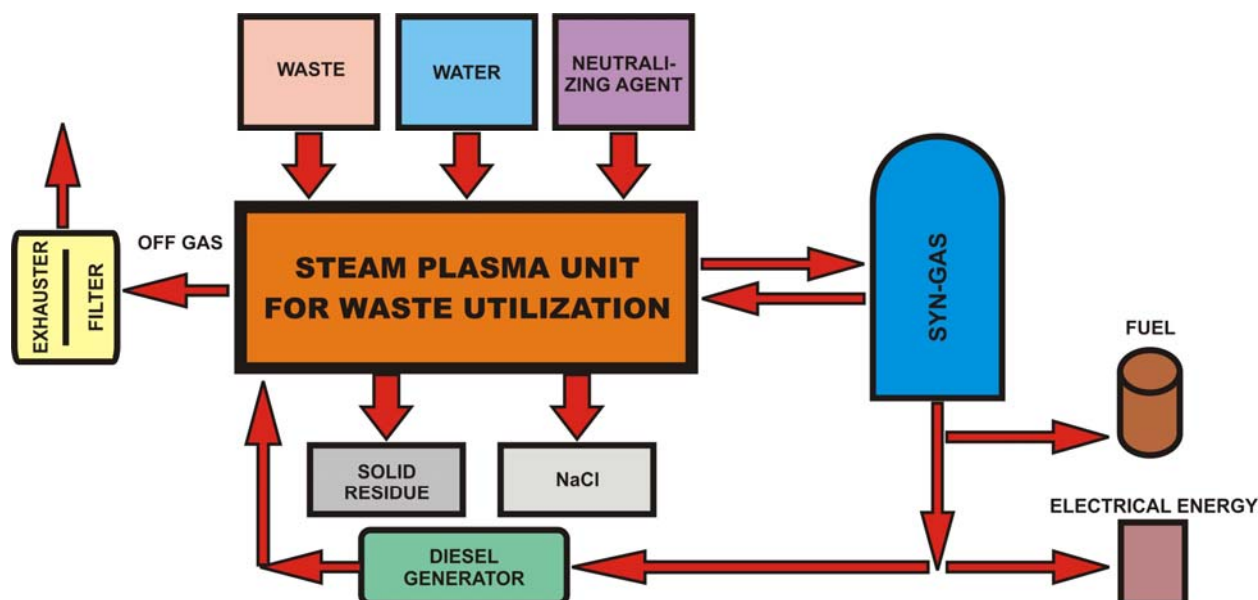 WASTE
WATER
NEUTRALI-
ZING AGENT
OFF GAS
EXHAUSTER
FILTER
STEAM PLASMA UNIT
FOR WASTE UTILIZATION
SYN-GAS
FUEL
SOLID
RESIDUE
NaCl
ELECTRICAL ENERGY
DIESEL
GENERATOR